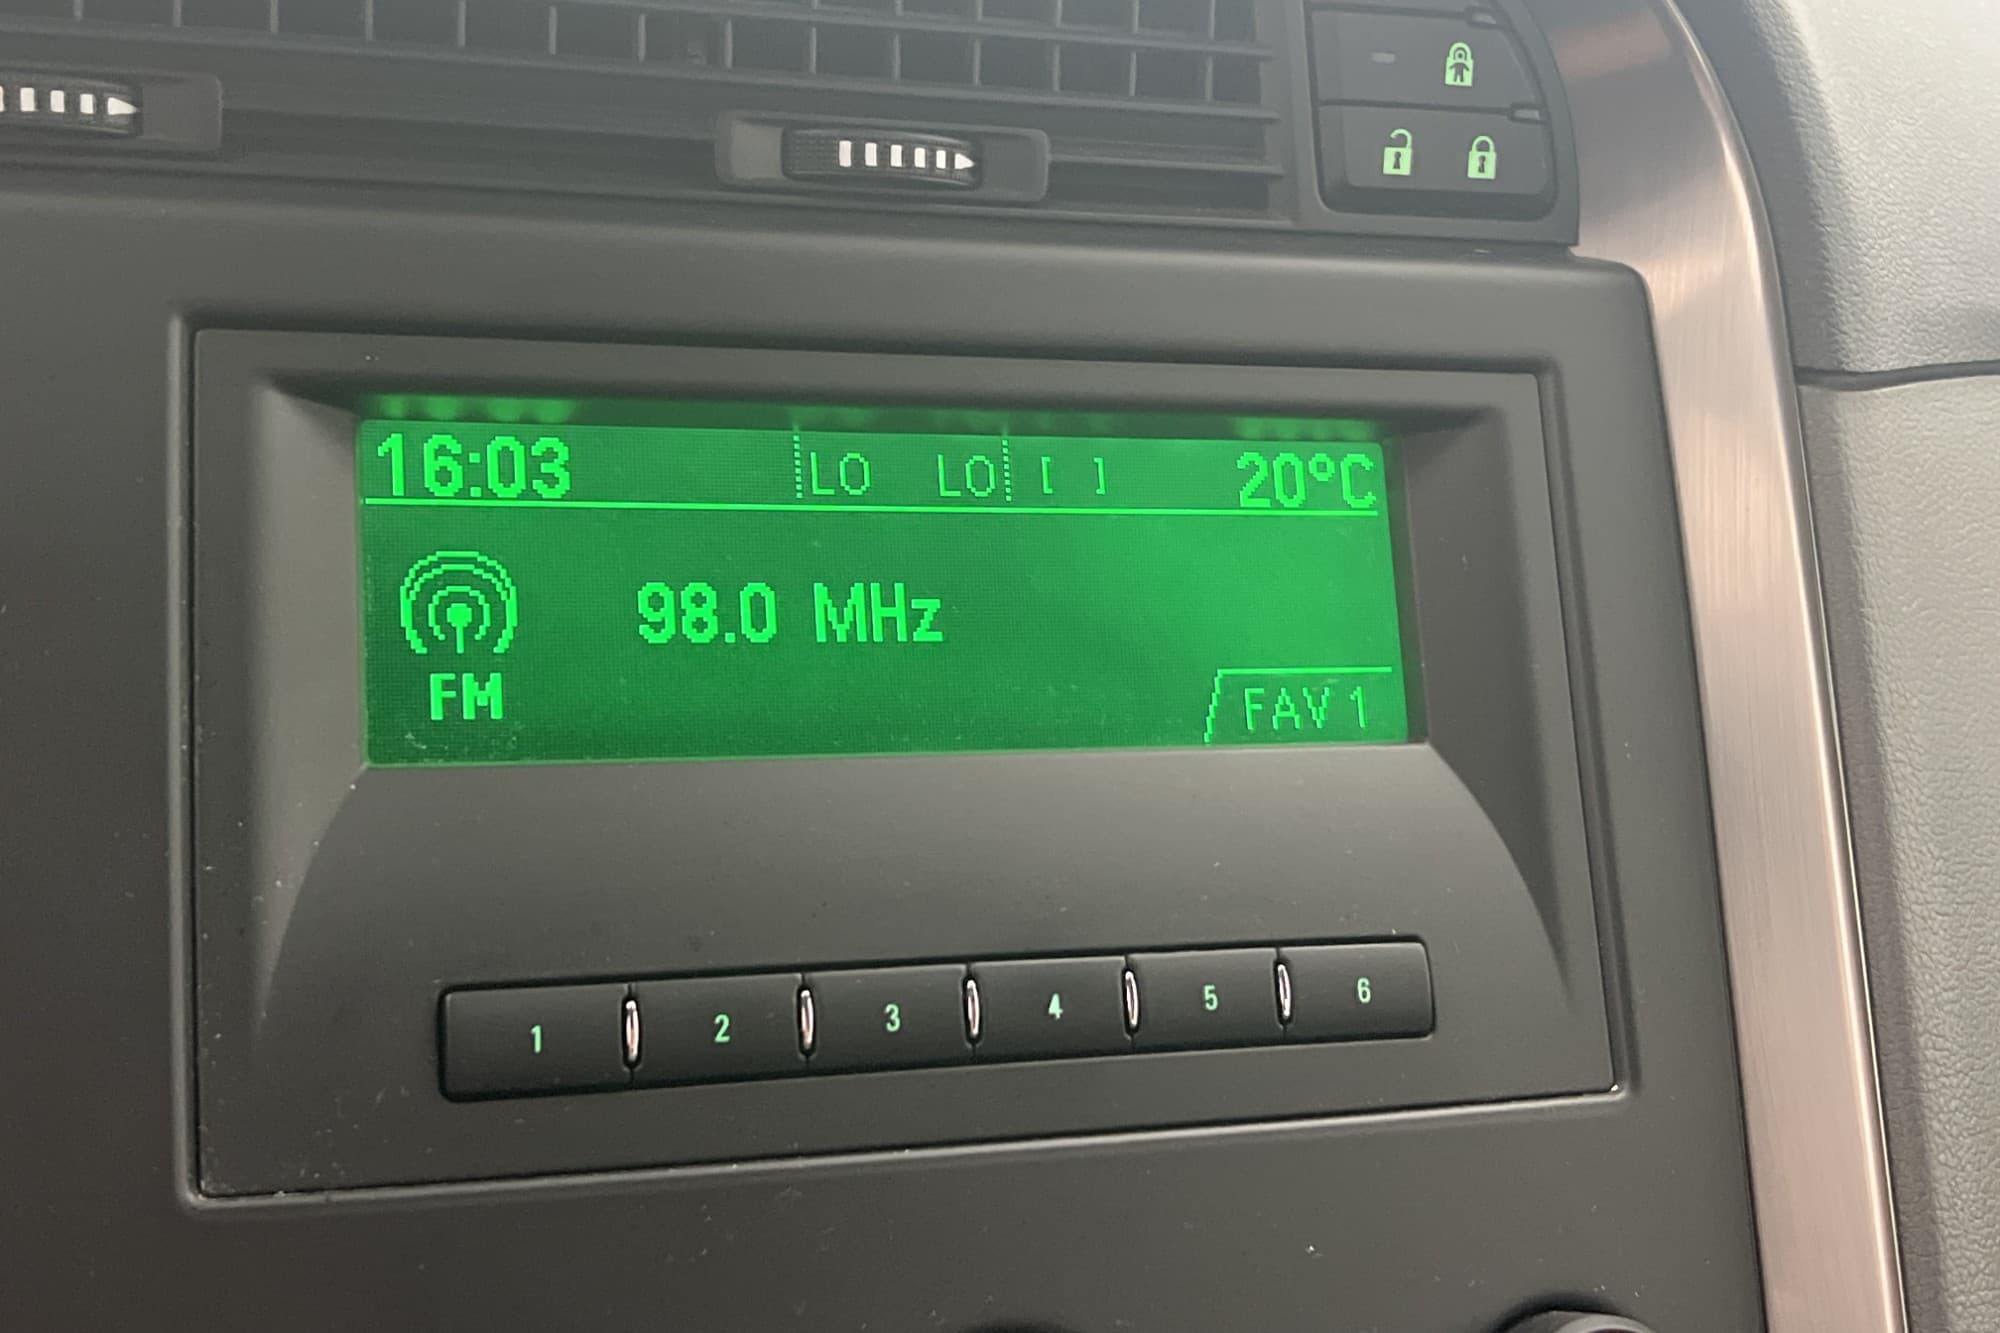 16:03 LO LO [ ] 20°C
98.0 MHz
FM
FAV 1
1 2 3 4 5 6